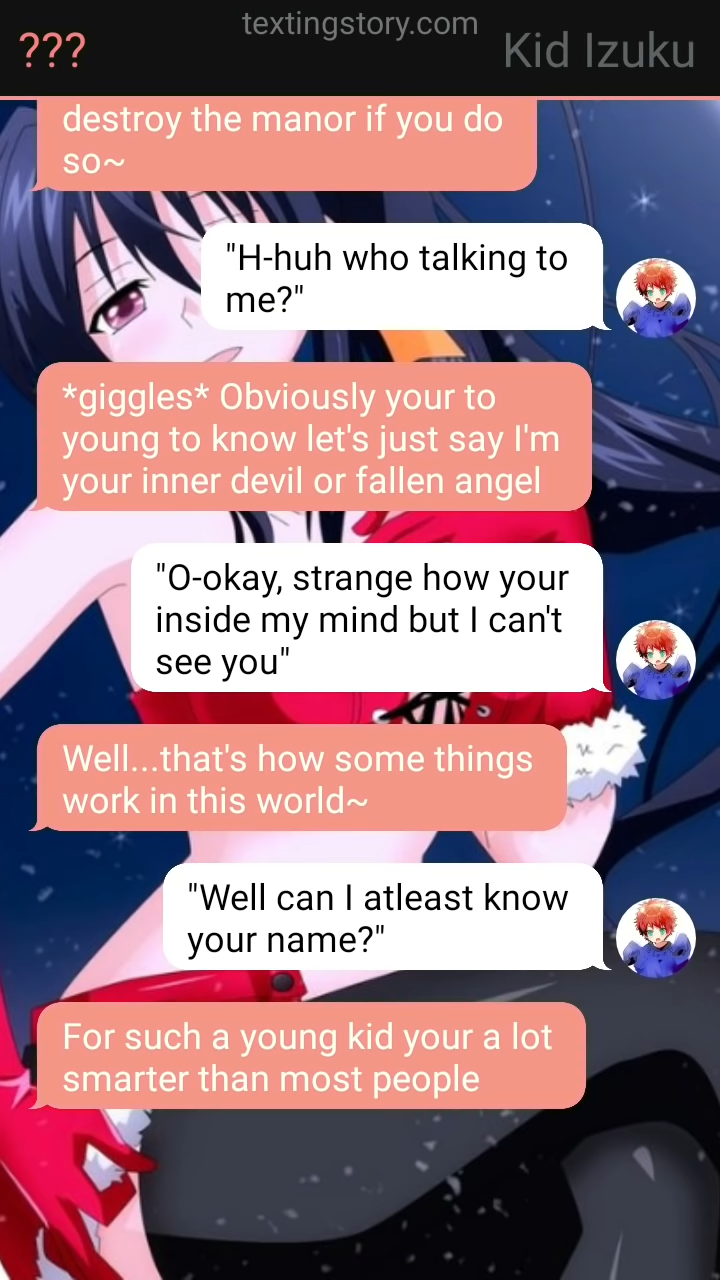 textingstory.com
??? Kid Izuku
destroy the manor if you do
so~
"H-huh who talking to
me?"
*giggles* Obviously your to
young to know let's just say I'm
your inner devil or fallen angel
"O-okay, strange how your
inside my mind but I can't
see you"
Well...that's how some things
work in this world~
"Well can I atleast know
your name?"
For such a young kid your a lot
smarter than most people